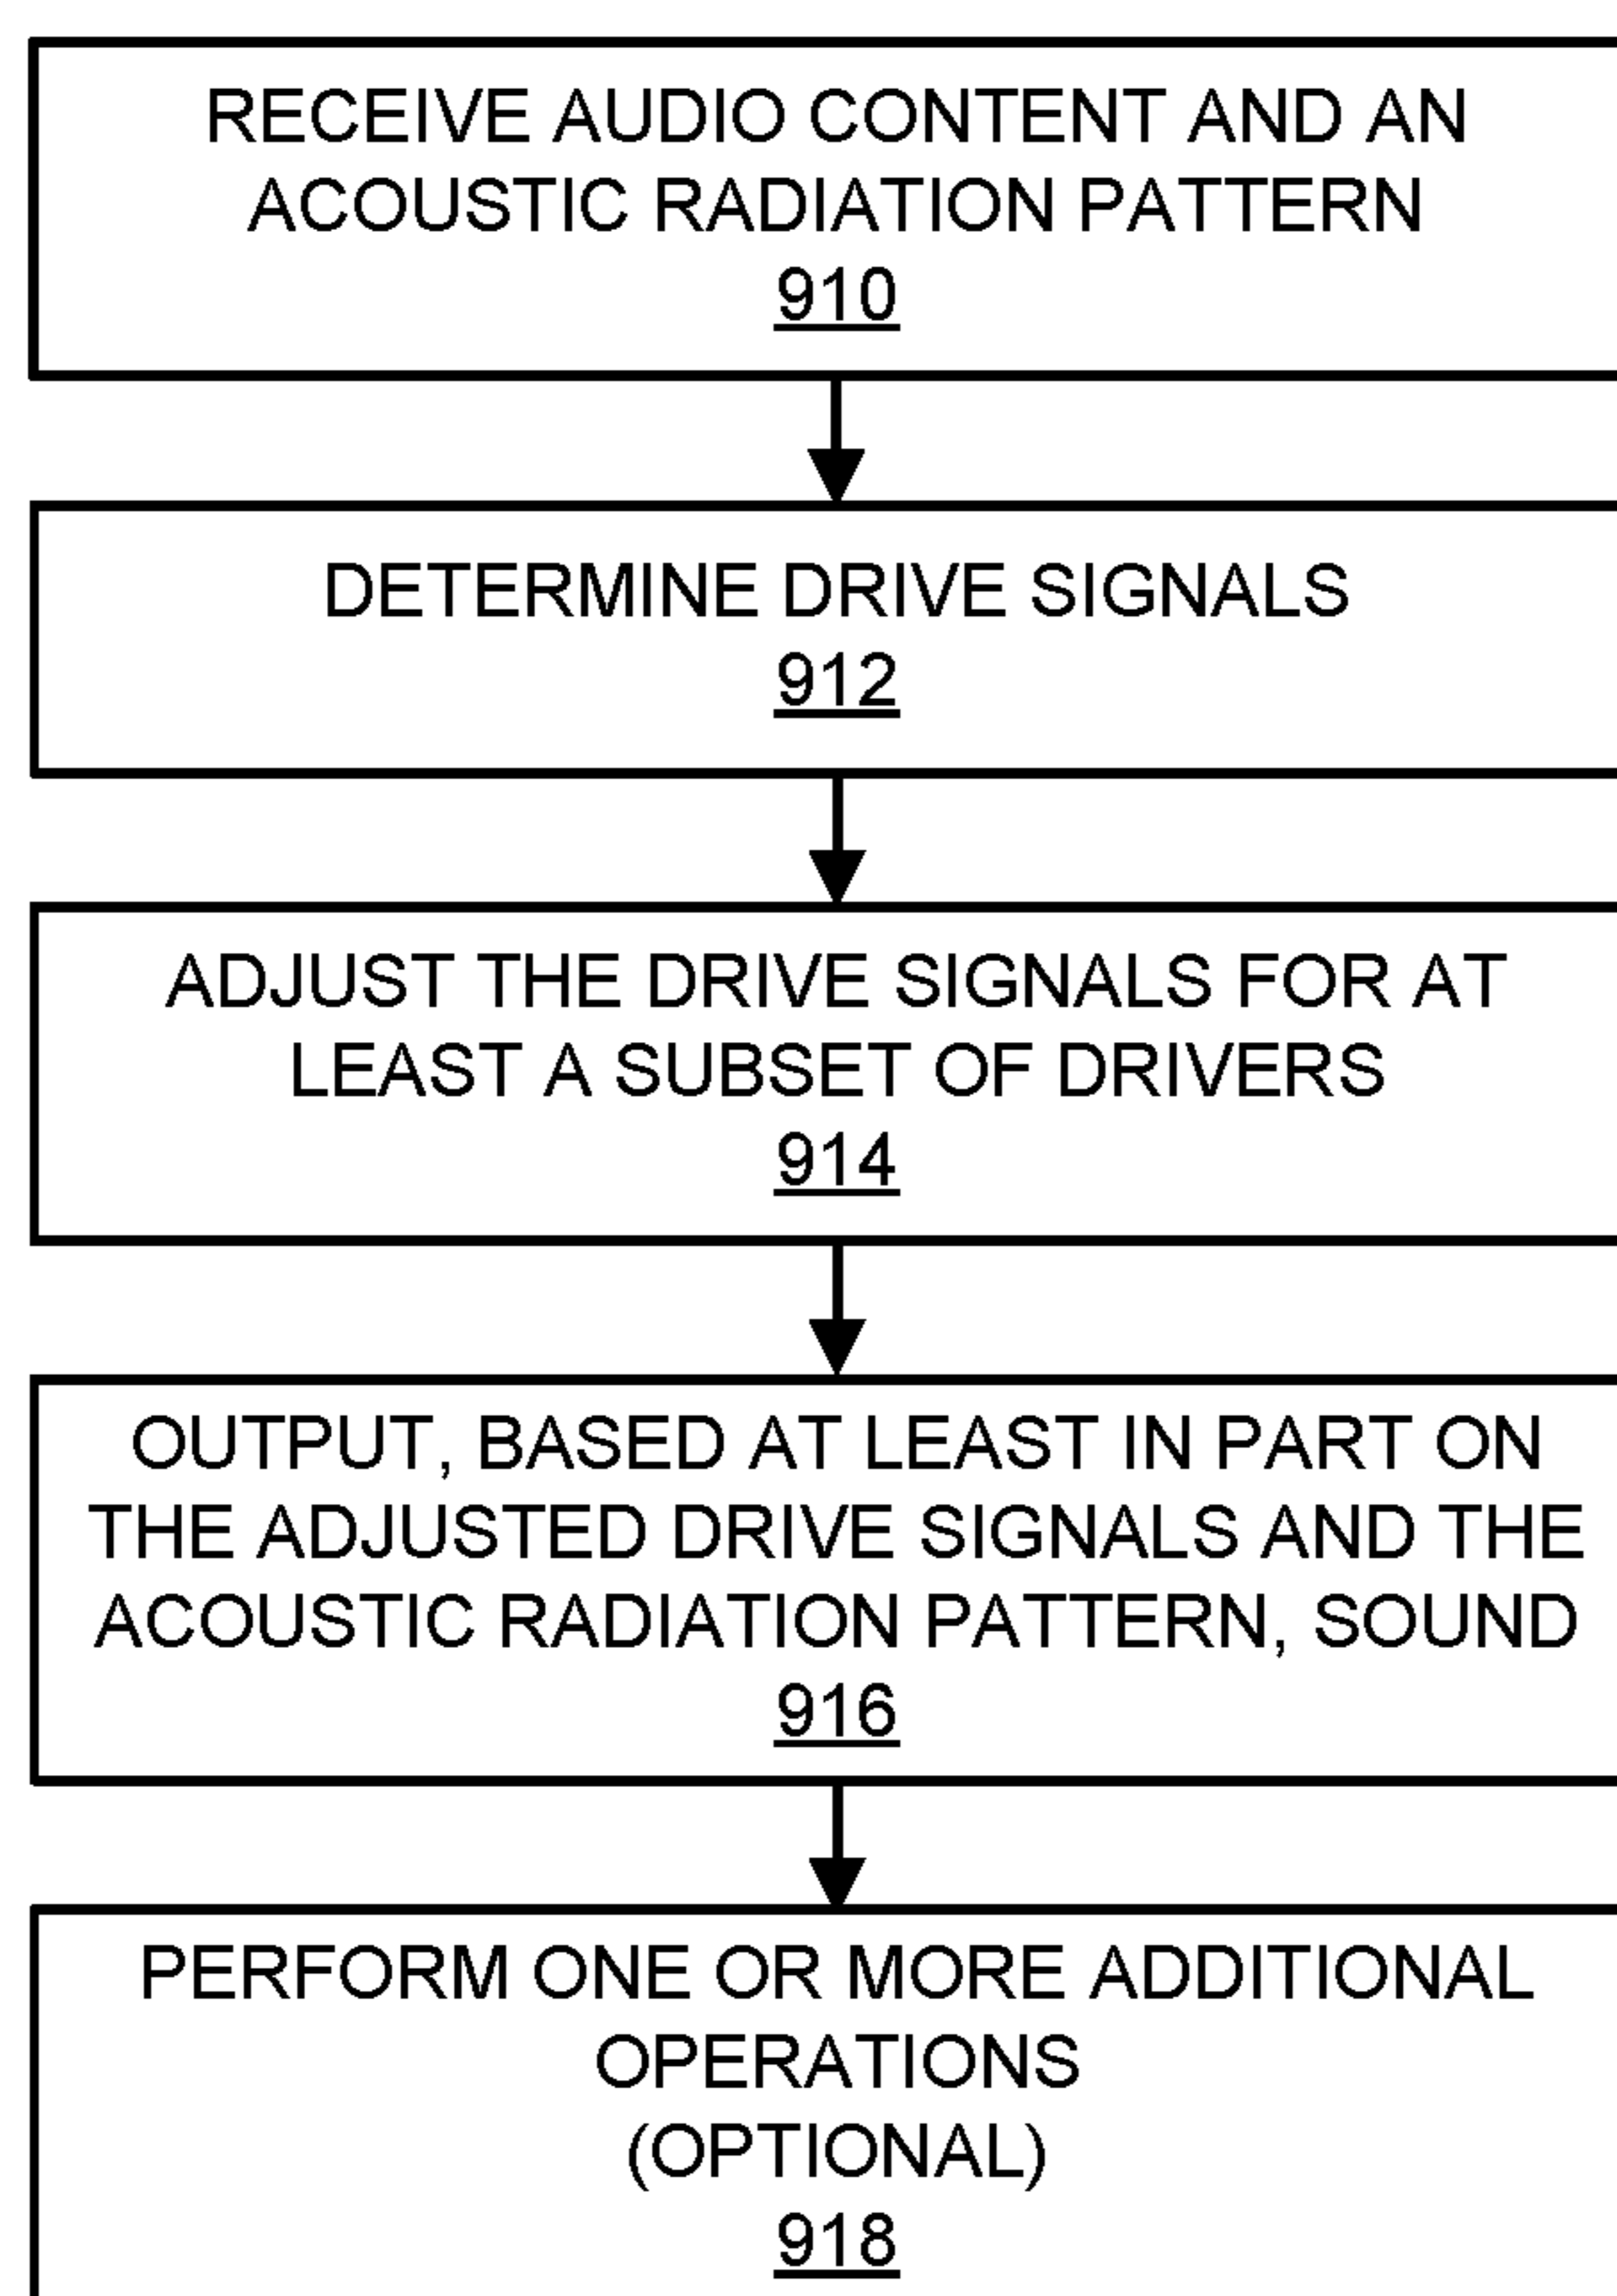 RECEIVE AUDIO CONTENT AND AN
ACOUSTIC RADIATION PATTERN
910
DETERMINE DRIVE SIGNALS
912
ADJUST THE DRIVE SIGNALS FOR AT
LEAST A SUBSET OF DRIVERS
914
OUTPUT, BASED AT LEAST IN PART ON
THE ADJUSTED DRIVE SIGNALS AND THE
ACOUSTIC RADIATION PATTERN, SOUND
916
PERFORM ONE OR MORE ADDITIONAL
OPERATIONS
(OPTIONAL)
918